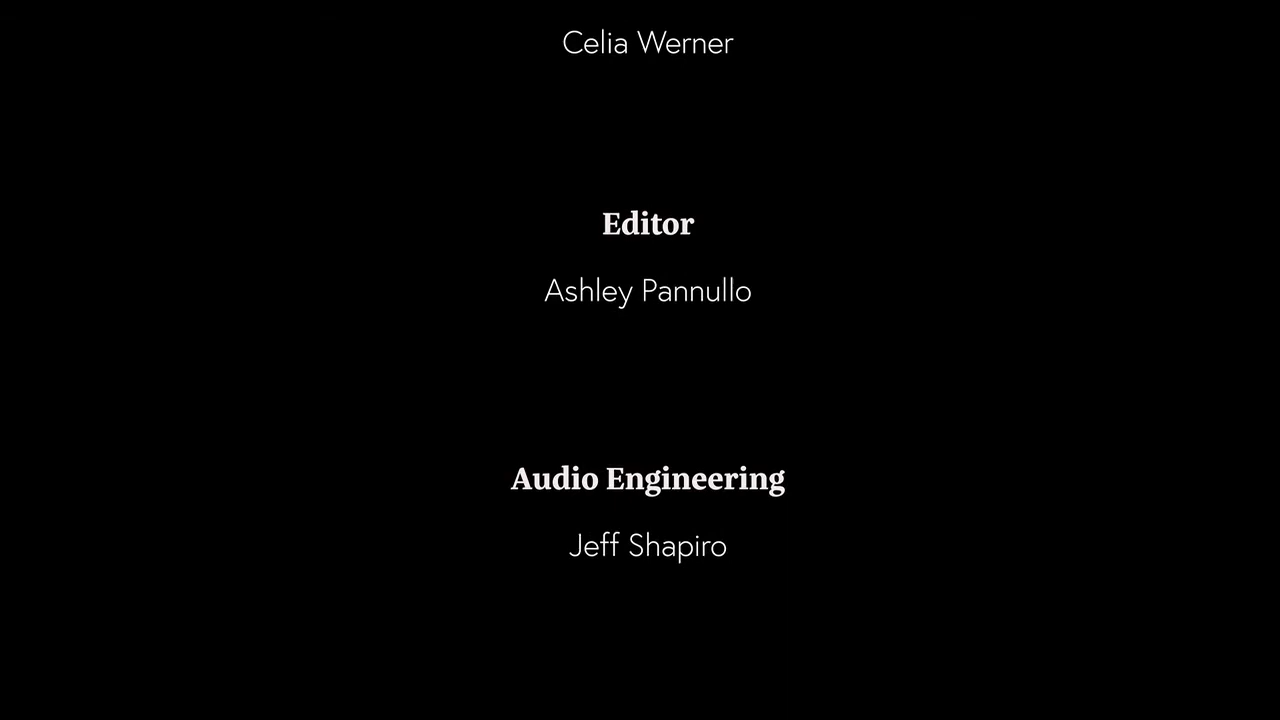 Celia Werner
Editor
Ashley Pannullo
Audio Engineering
Jeff Shapiro